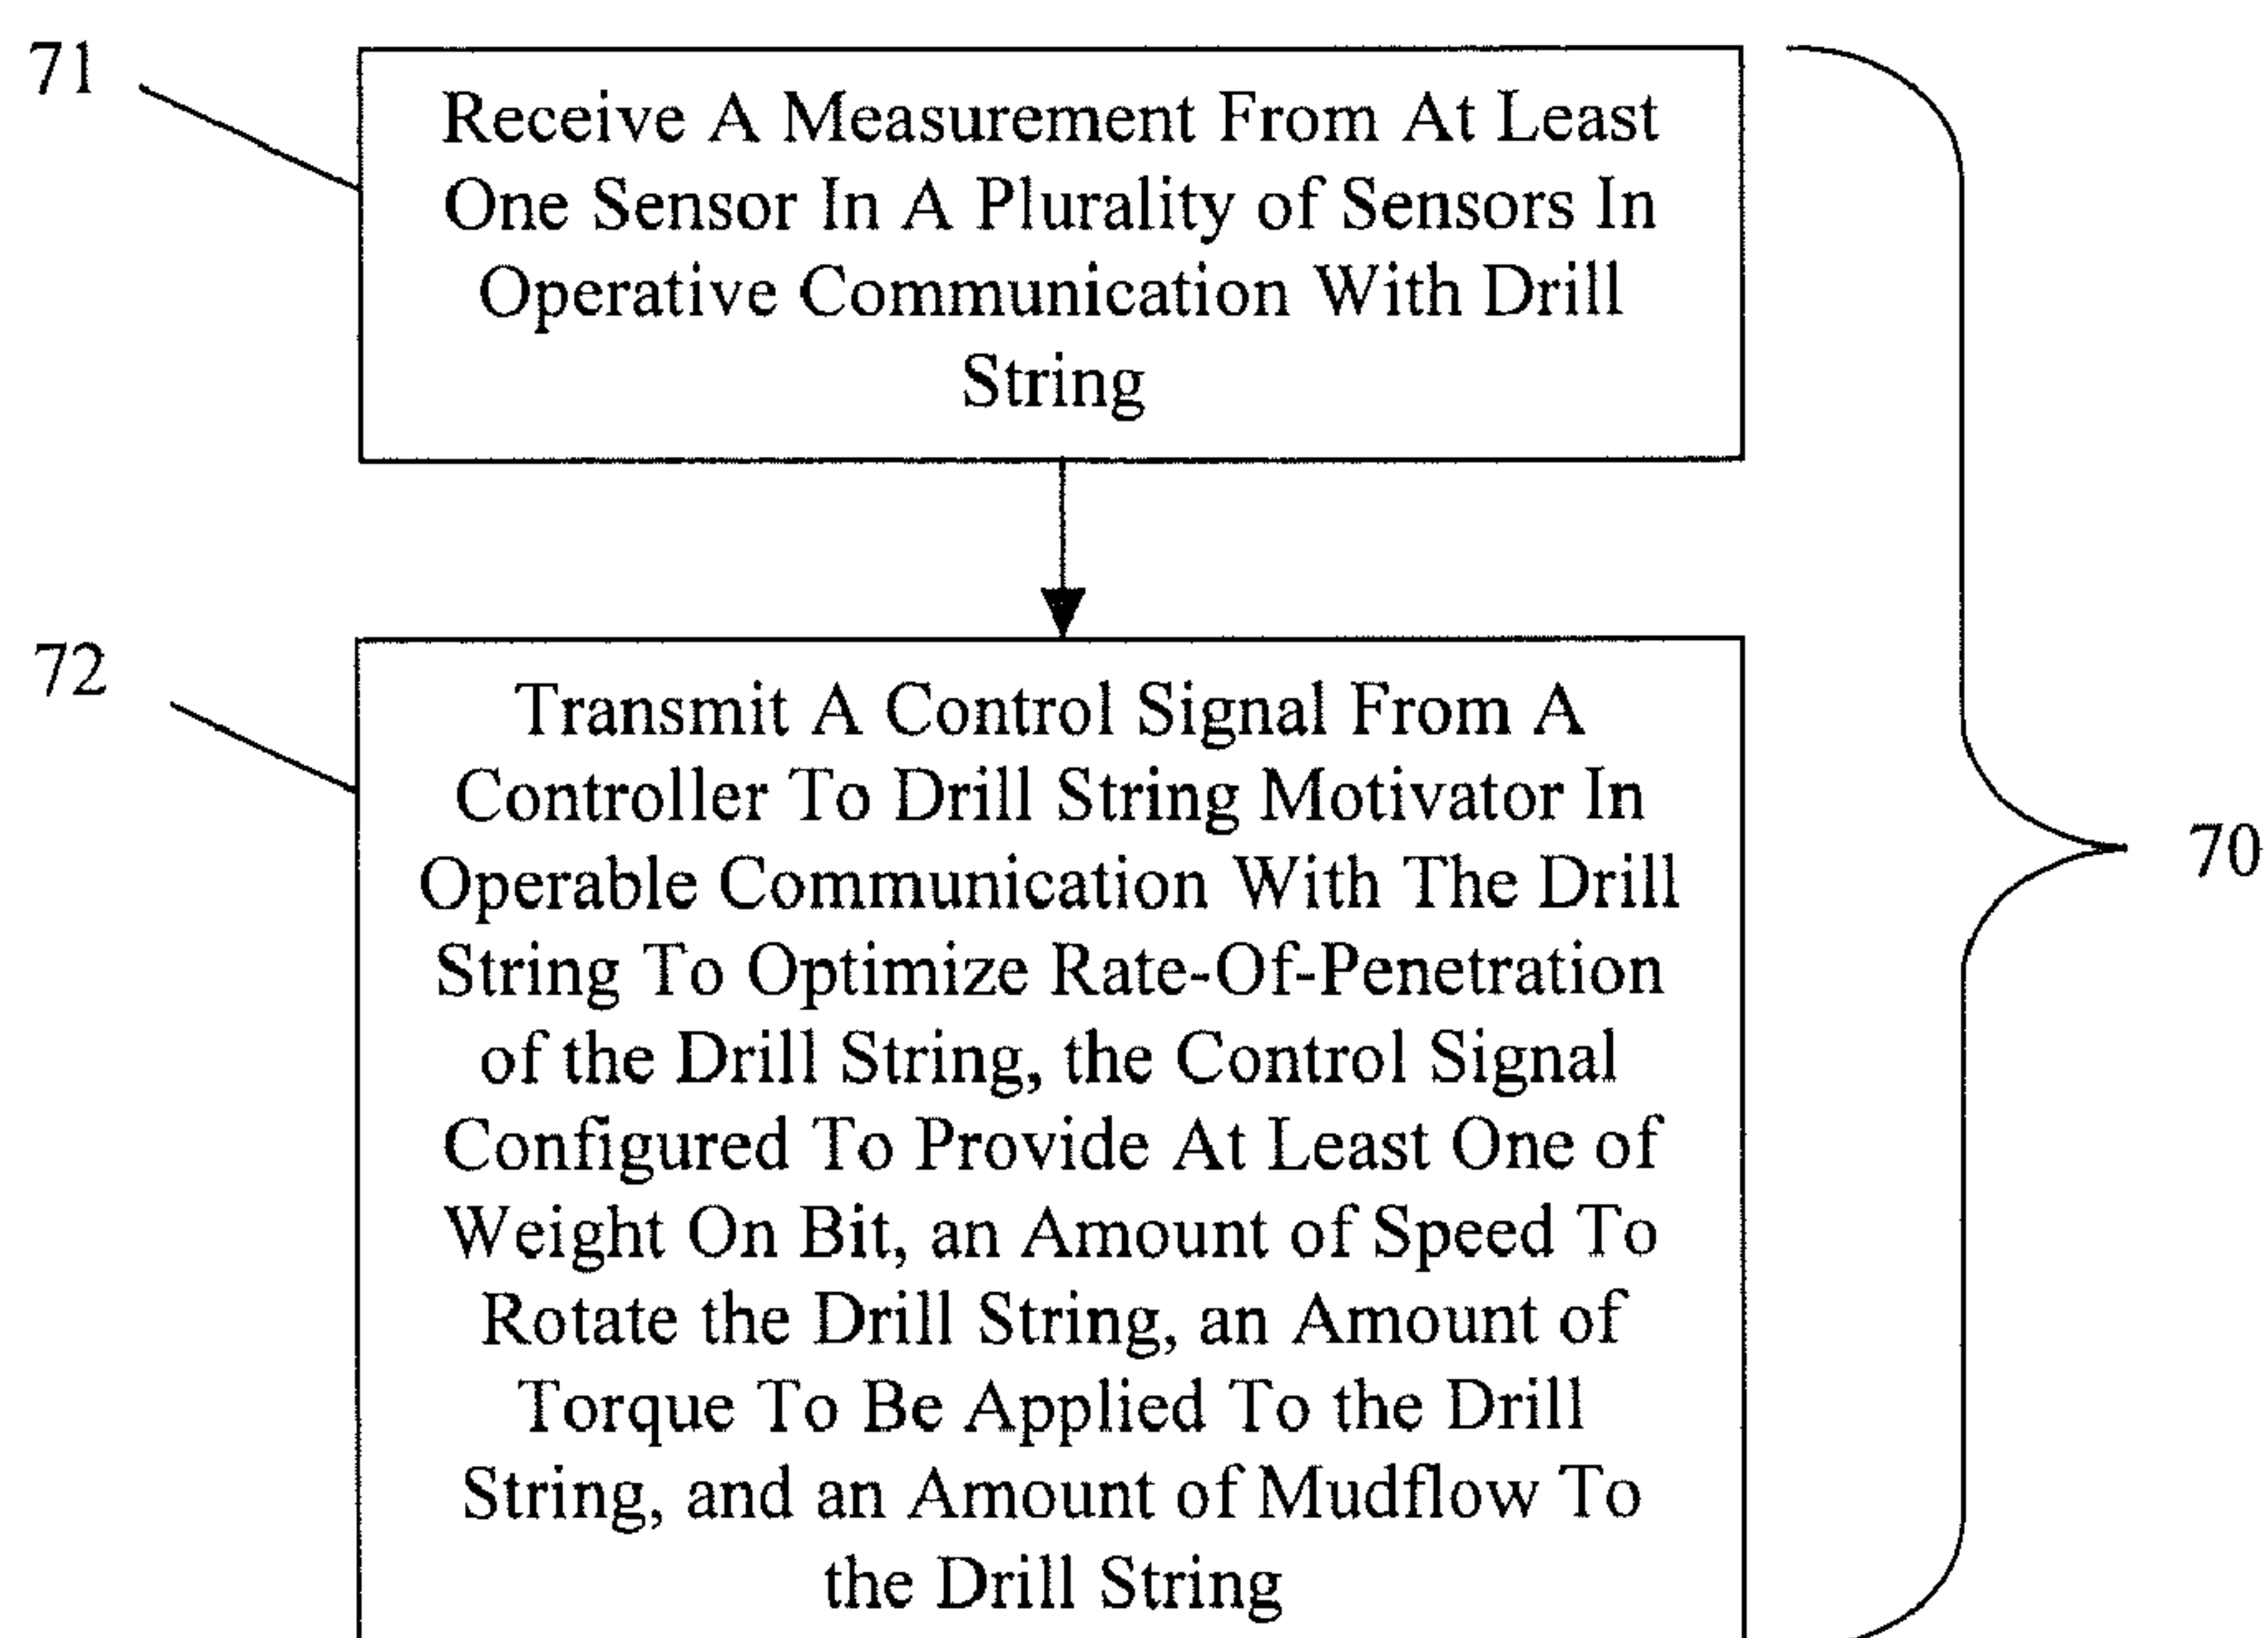 71
Receive A Measurement From At Least
One Sensor In A Plurality of Sensors In
Operative Communication With Drill
String
72
Transmit A Control Signal From A
Controller To Drill String Motivator In
Operable Communication With The Drill
String To Optimize Rate-Of-Penetration
of the Drill String, the Control Signal
Configured To Provide At Least One of
Weight On Bit, an Amount of Speed To
Rotate the Drill String, an Amount of
Torque To Be Applied To the Drill
String, and an Amount of Mudflow To
the Drill String
70